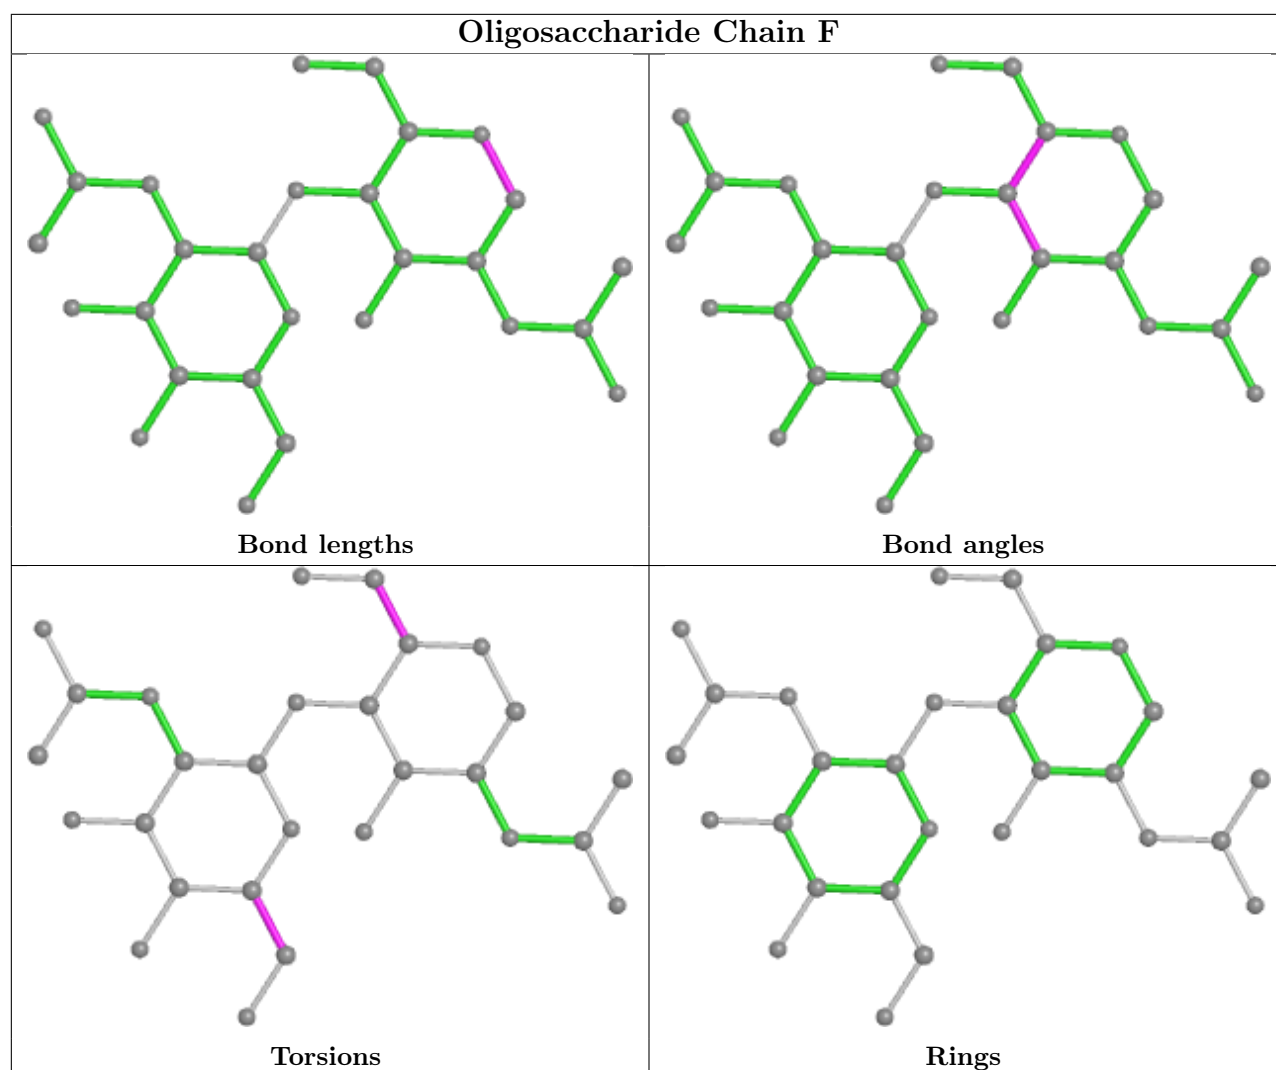 Oligosaccharide Chain F
Bond lengths
Bond angles
Torsions
Rings